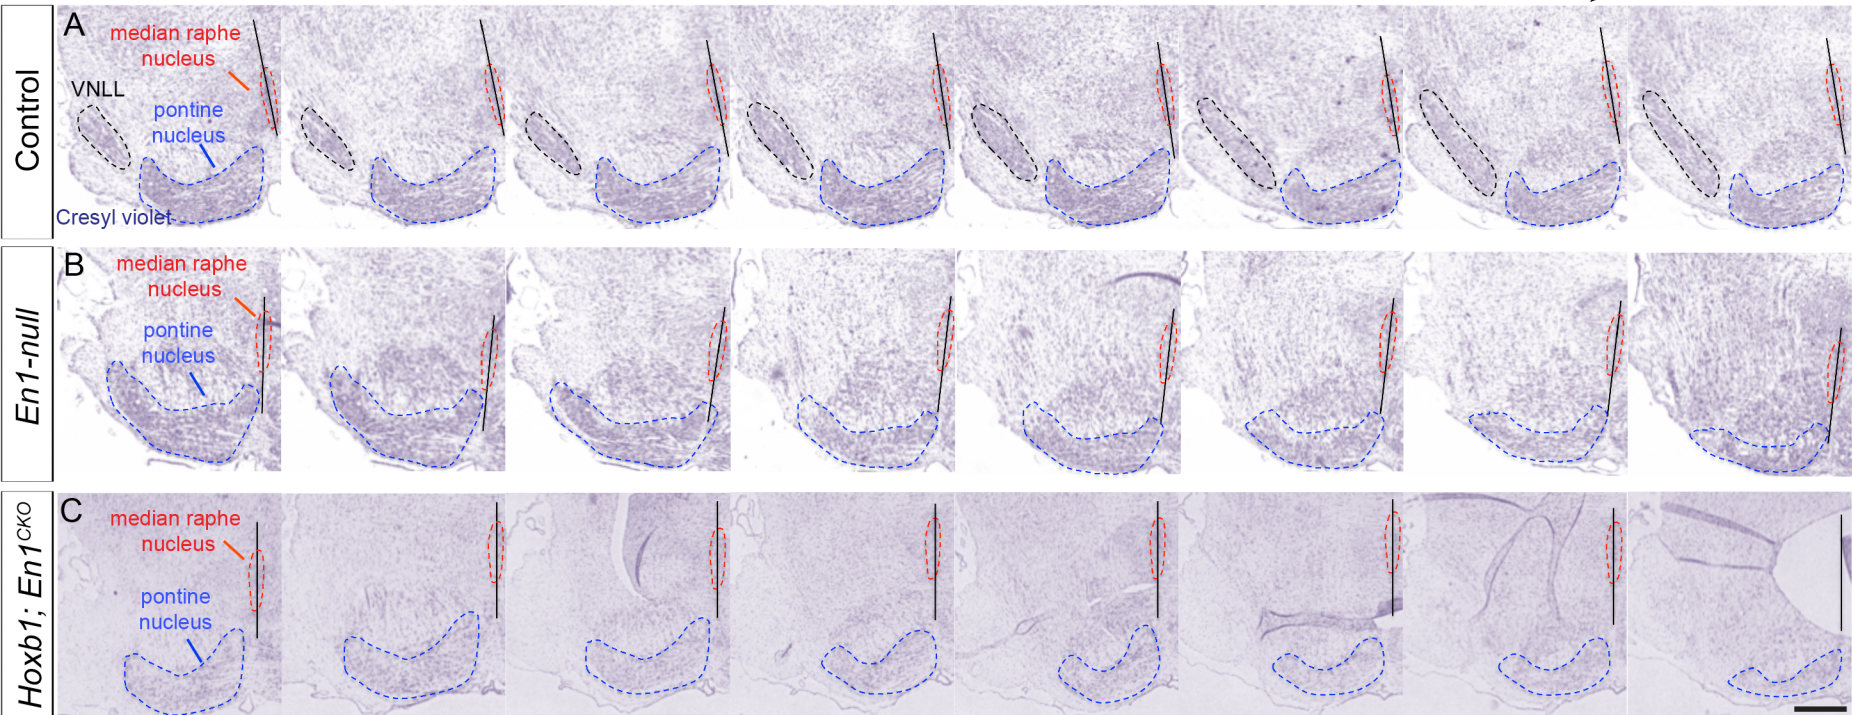 Control
A
median raphe
nucleus
VNLL
pontine
nucleus
Cresyl violet
En1-null
B
median raphe
nucleus
pontine
nucleus
Hoxb1; En1CKO
C
median raphe
nucleus
pontine
nucleus